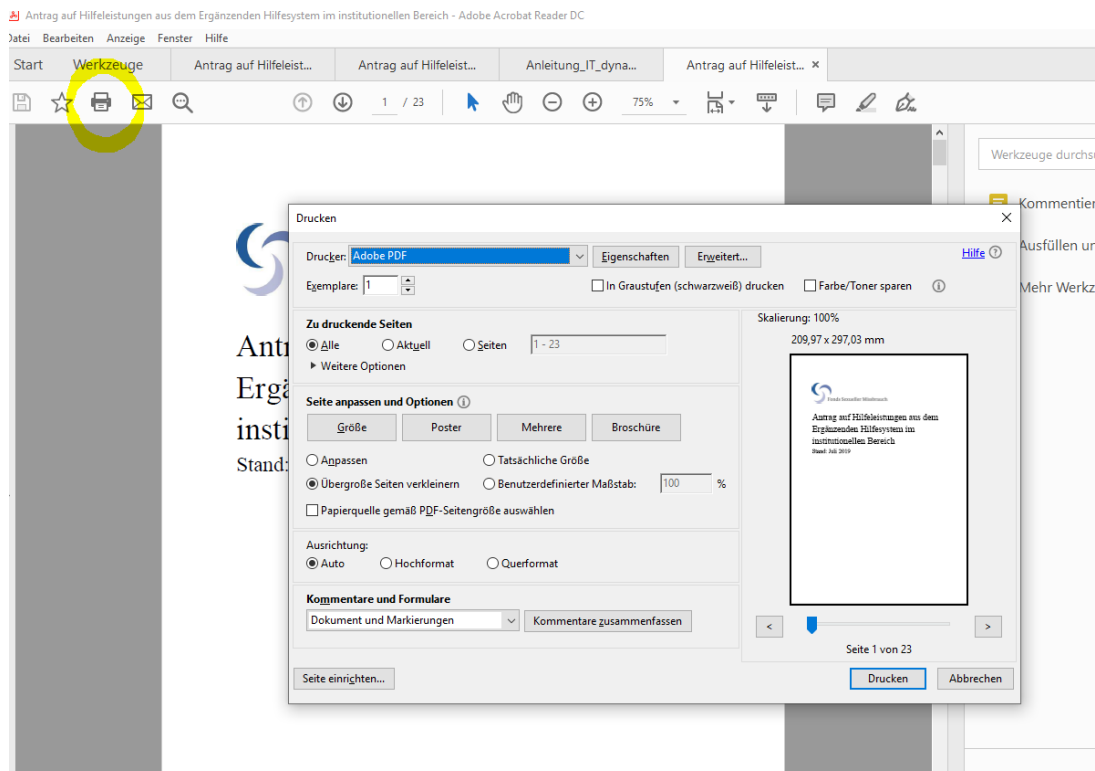 Antrag auf Hilfeleistungen aus dem Ergänzenden Hilfesystem im institutionellen Bereich - Adobe Acrobat Reader DC
Datei Bearbeiten Anzeige Fenster Hilfe
Start Werkzeuge Antrag auf Hilfeleist... Antrag auf Hilfeleist... Anleitung_IT_dyna... Antrag auf Hilfeleist... ×
1 / 23 75%
Werkzeuge durchsu
Kommentier
Ausfüllen un
Mehr Werkz
Antr
Ergä
insti
Stand:
Drucken
Drucker: Adobe PDF Eigenschaften Erweitert... Hilfe
Exemplare: 1 In Graustufen (schwarzweiß) drucken Farbe/Toner sparen
Zu druckende Seiten
Alle Aktuell Seiten 1 - 23
Weitere Optionen
Seite anpassen und Optionen
Größe Poster Mehrere Broschüre
Anpassen Tatsächliche Größe
Übergroße Seiten verkleinern Benutzerdefinierter Maßstab: 100 %
Papierquelle gemäß PDF-Seitengröße auswählen
Ausrichtung:
Auto Hochformat Querformat
Kommentare und Formulare
Dokument und Markierungen Kommentare zusammenfassen
Skalierung: 100%
209,97 x 297,03 mm
Fonds Sexueller Missbrauch
Antrag auf Hilfeleistungen aus dem
Ergänzenden Hilfesystem im
institutionellen Bereich
Stand: Juli 2019
< >
Seite 1 von 23
Seite einrichten... Drucken Abbrechen